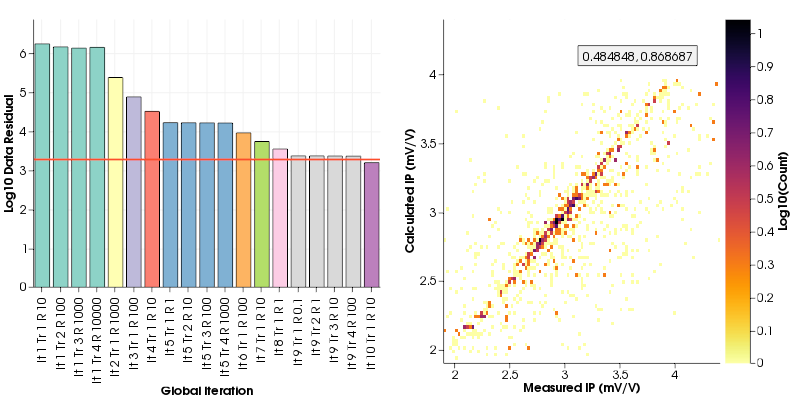 Log10 Data Residual
6
5
4
3
2
1
0
It 1 Tr 1 R 10
It 1 Tr 2 R 100
It 1 Tr 3 R 1000
It 1 Tr 4 R 10000
It 2 Tr 1 R 1000
It 3 Tr 1 R 100
It 4 Tr 1 R 10
It 5 Tr 1 R 1
It 5 Tr 2 R 10
It 5 Tr 3 R 100
It 5 Tr 4 R 1000
It 6 Tr 1 R 100
It 7 Tr 1 R 10
It 8 Tr 1 R 1
It 9 Tr 1 R 0.1
It 9 Tr 2 R 1
It 9 Tr 3 R 10
It 9 Tr 4 R 100
It 10 Tr 1 R 10
Global Iteration
Calculated IP (mV/V)
4
3.5
3
2.5
2
0.484848, 0.868687
2
2.5
3
3.5
4
Measured IP (mV/V)
1
0.9
0.8
0.7
0.6
0.5
0.4
0.3
0.2
0.1
0
Log10(Count)